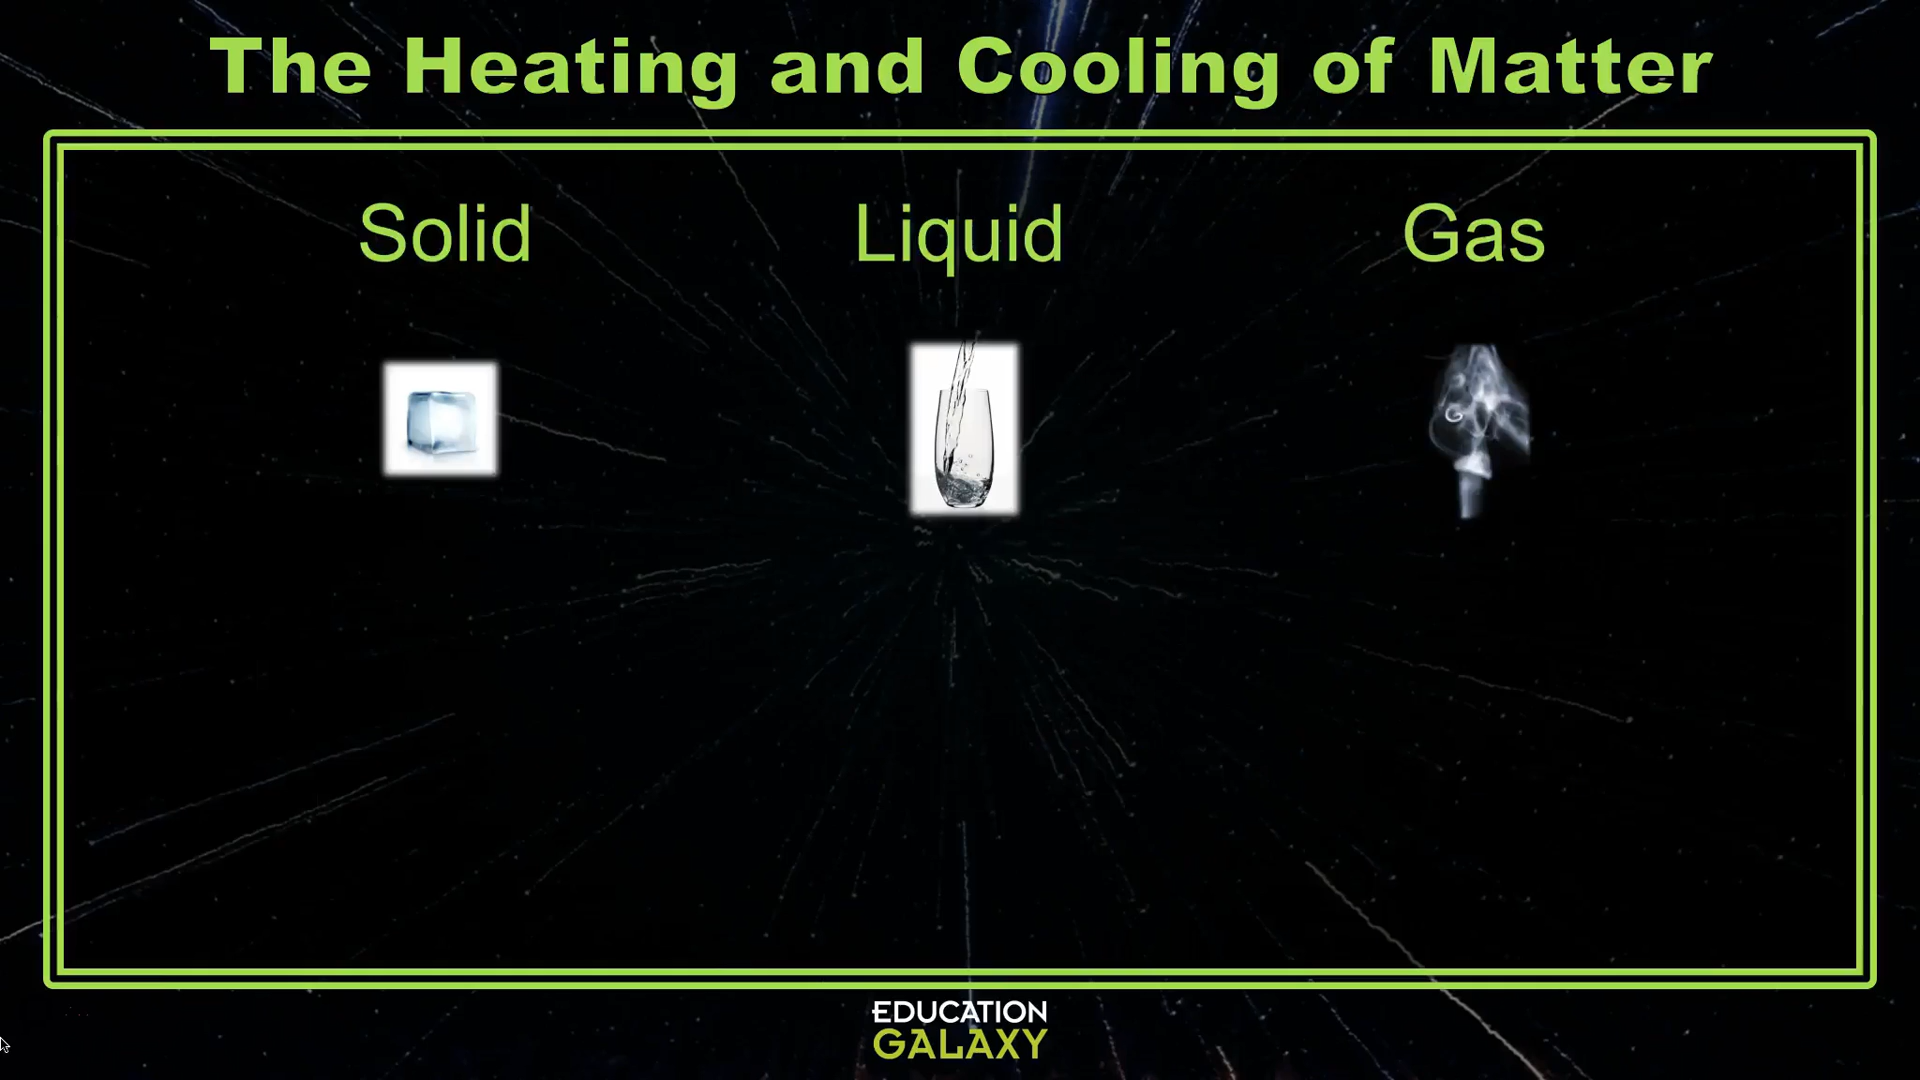 The Heating and Cooling of Matter
Solid
Liquid
Gas
EDUCATION
GALAXY